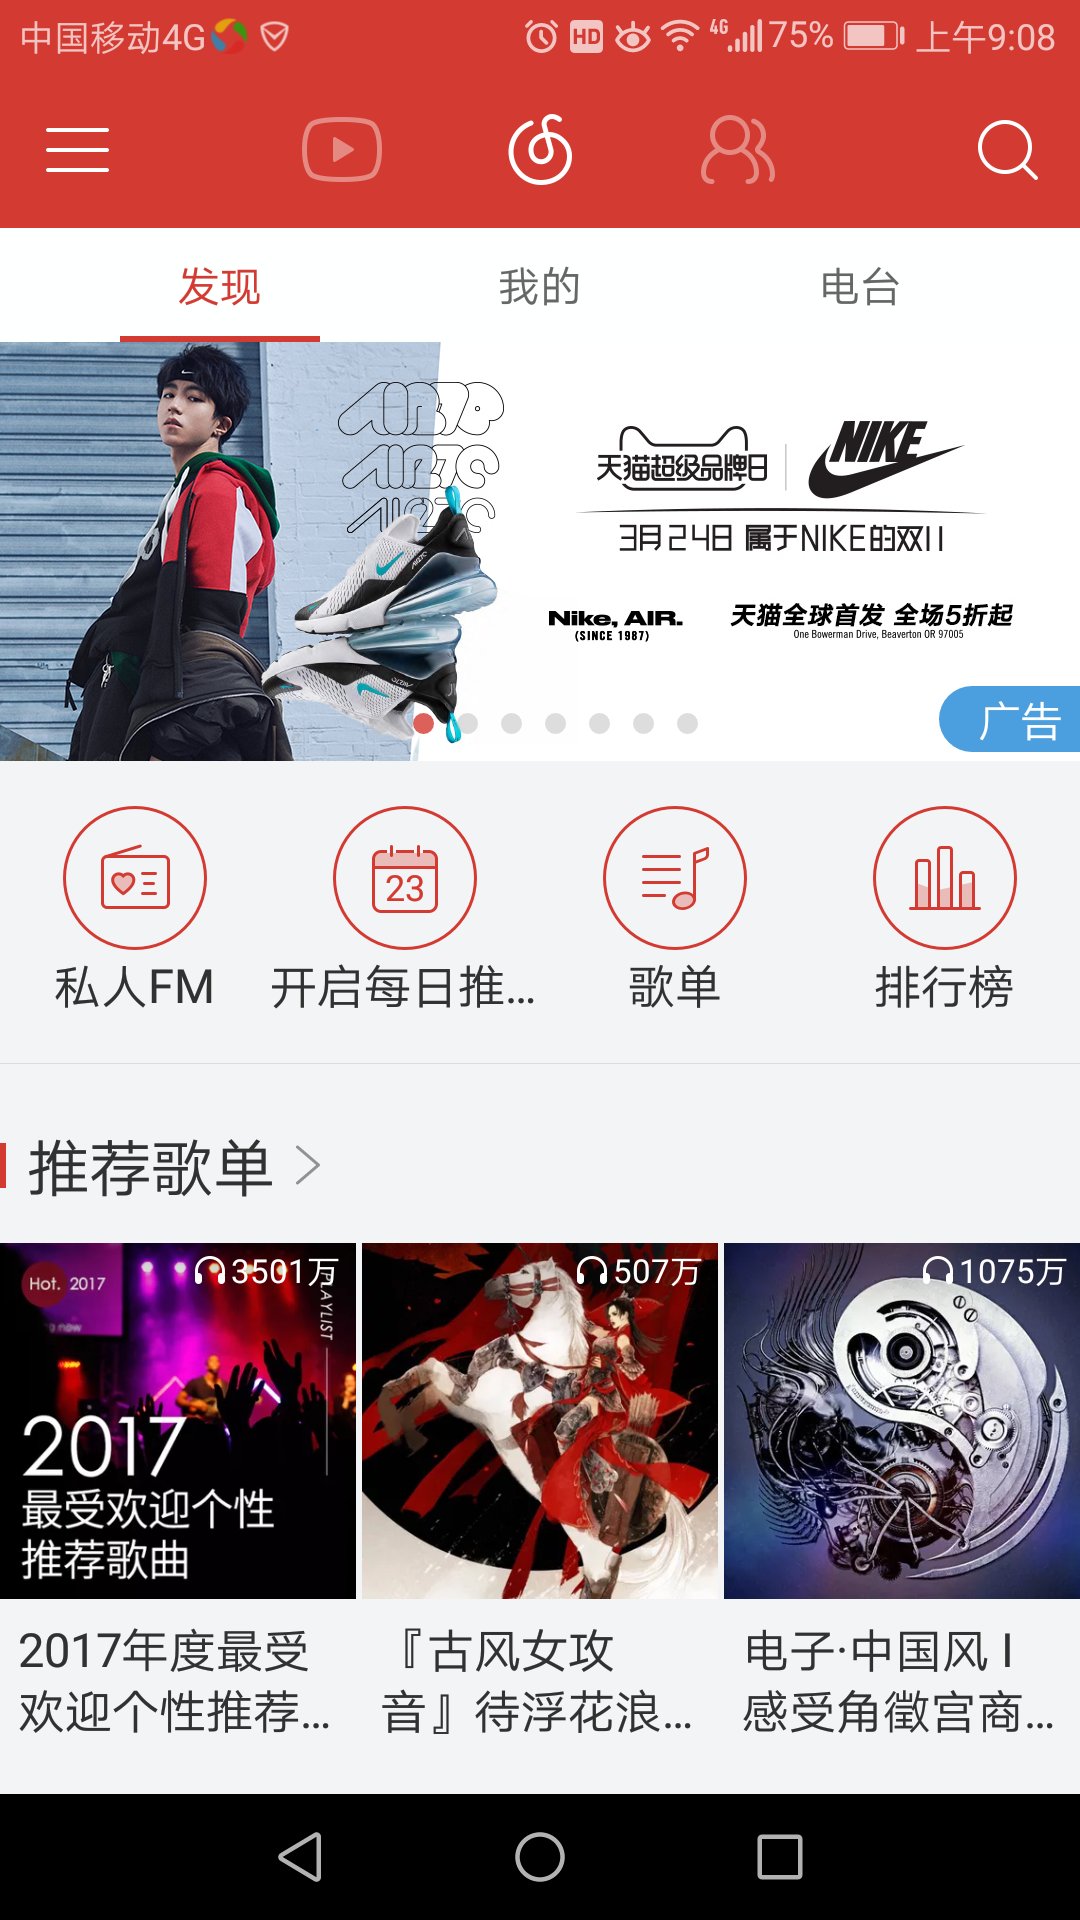 中国移动4G
HD
4G
75%
上午9:08
发现
我的
电台
天猫超级品牌日
NIKE
3月24日 属于NIKE的双11
Nike, AIR.
(SINCE 1987)
天猫全球首发 全场5折起
One Bowerman Drive, Beaverton OR 97005
广告
23
私人FM
开启每日推...
歌单
排行榜
推荐歌单
Hot. 2017
3501万
PLAYLIST
2017
最受欢迎个性
推荐歌曲
507万
1075万
2017年度最受
欢迎个性推荐...
『古风女攻
音』待浮花浪...
电子·中国风 |
感受角徵宫商...